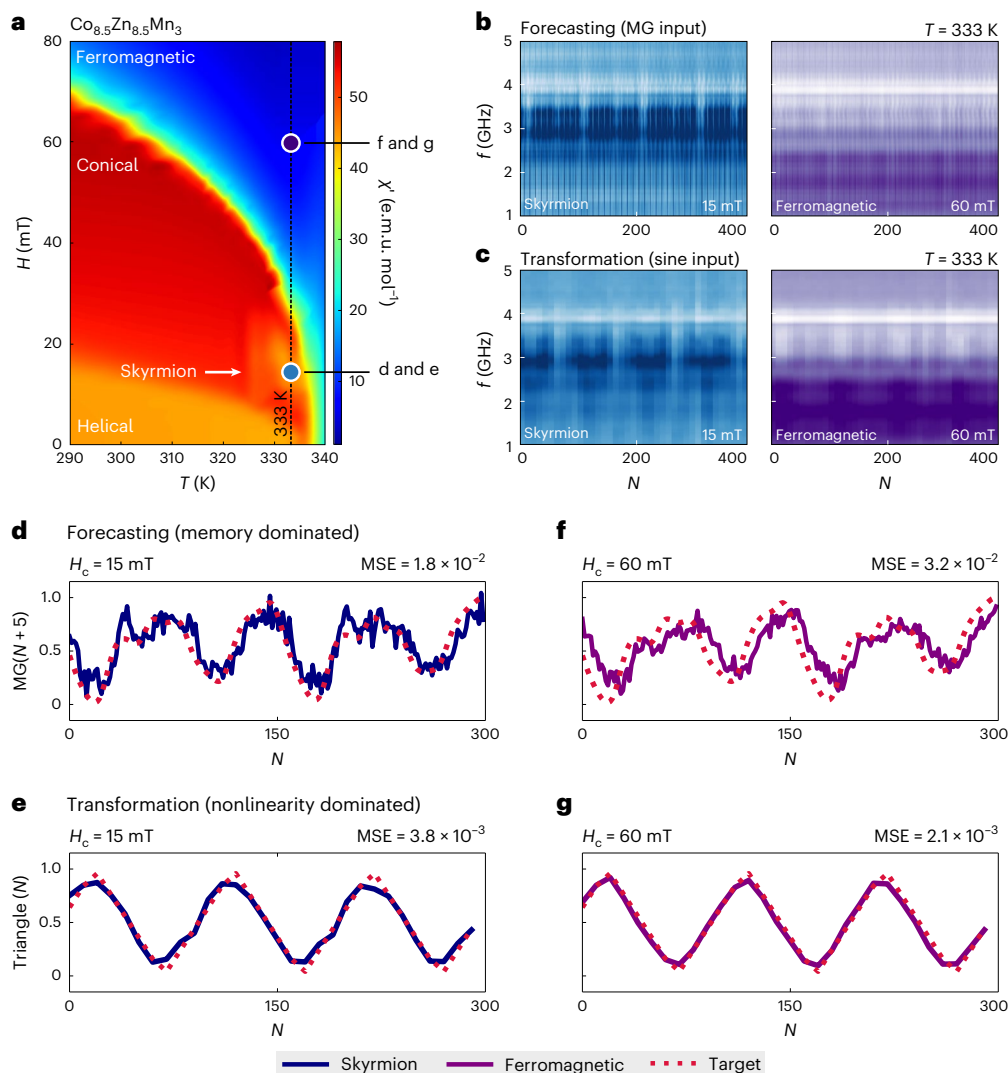 a
Co8.5Zn8.5Mn3
80
60
40
20
0
H (mT)
Ferromagnetic
Conical
Skyrmion
Helical
333 K
290 300 310 320 330 340
T (K)
50
40
30
20
10
χ′ (e.m.u. mol−1)
f and g
d and e
b
Forecasting (MG input)
T = 333 K
5
4
3
2
1
f (GHz)
Skyrmion
15 mT
0 200 400
Ferromagnetic
60 mT
0 200 400
c
Transformation (sine input)
T = 333 K
5
4
3
2
1
f (GHz)
Skyrmion
15 mT
0 200 400
N
Ferromagnetic
60 mT
0 200 400
N
d
Forecasting (memory dominated)
Hc = 15 mT
MSE = 1.8 × 10−2
1.0
0.5
0
MG(N + 5)
0 150 300
N
f
Hc = 60 mT
MSE = 3.2 × 10−2
0 150 300
N
e
Transformation (nonlinearity dominated)
Hc = 15 mT
MSE = 3.8 × 10−3
1.0
0.5
0
Triangle (N)
0 150 300
N
g
Hc = 60 mT
MSE = 2.1 × 10−3
0 150 300
N
Skyrmion
Ferromagnetic
Target